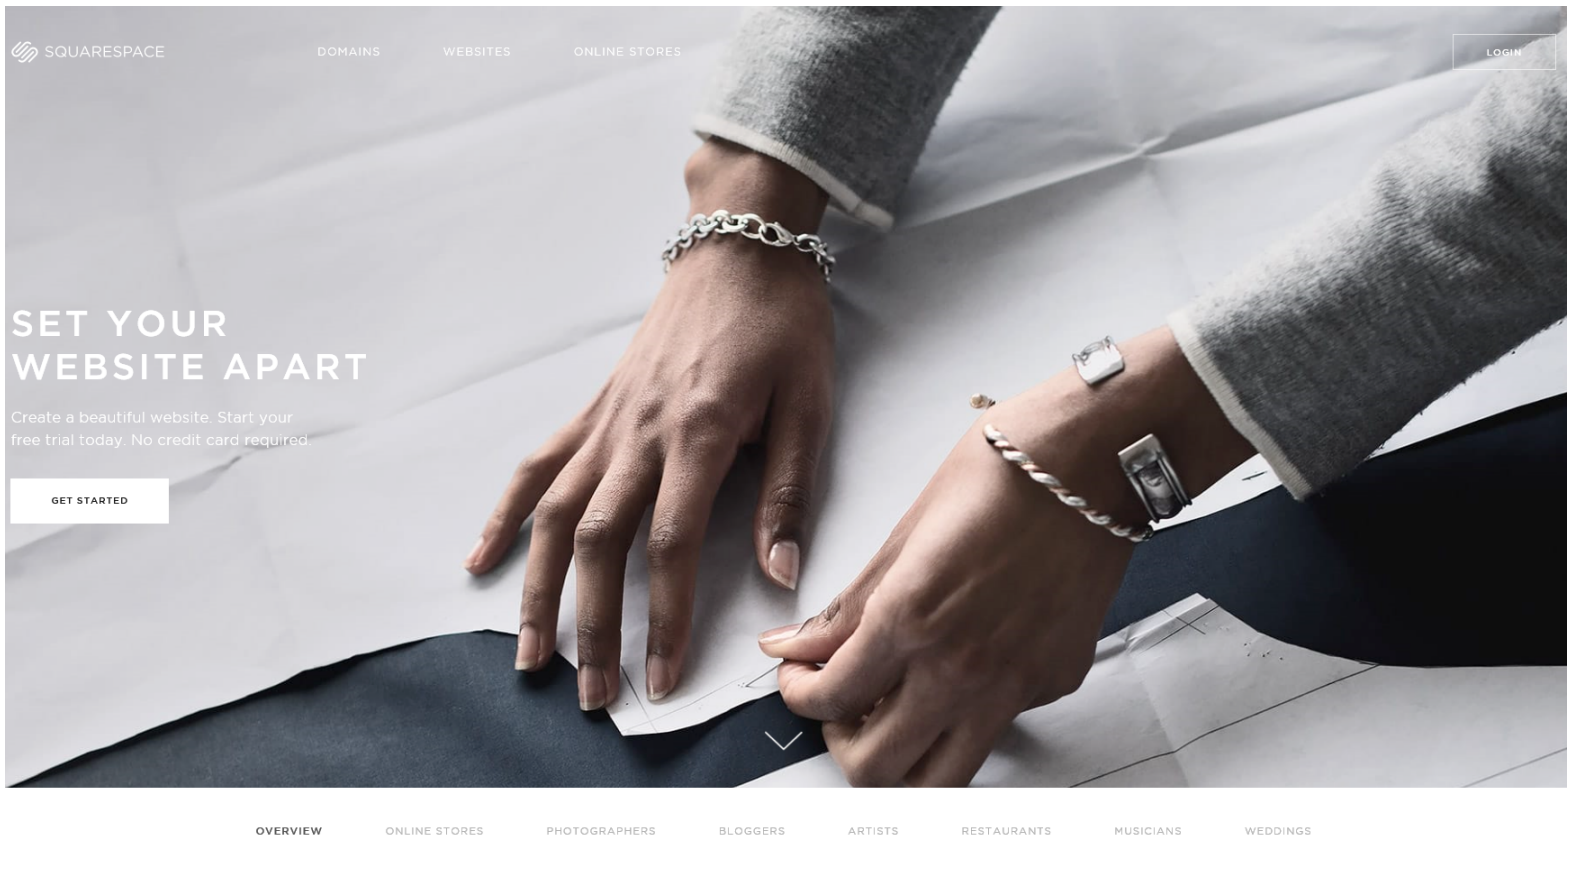 SQUARESPACE
DOMAINS
WEBSITES
ONLINE STORES
LOGIN
SET YOUR
WEBSITE APART
Create a beautiful website. Start your
free trial today. No credit card required.
GET STARTED
OVERVIEW
ONLINE STORES
PHOTOGRAPHERS
BLOGGERS
ARTISTS
RESTAURANTS
MUSICIANS
WEDDINGS